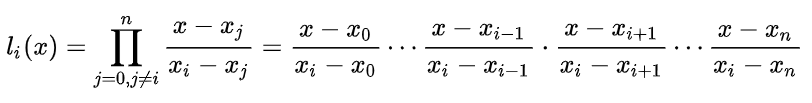 l_i(x) = \prod_{j=0,j\neq i}^{n} \frac{x - x_j}{x_i - x_j} = \frac{x - x_0}{x_i - x_0} \cdots \frac{x - x_{i-1}}{x_i - x_{i-1}} \cdot \frac{x - x_{i+1}}{x_i - x_{i+1}} \cdots \frac{x - x_n}{x_i - x_n}